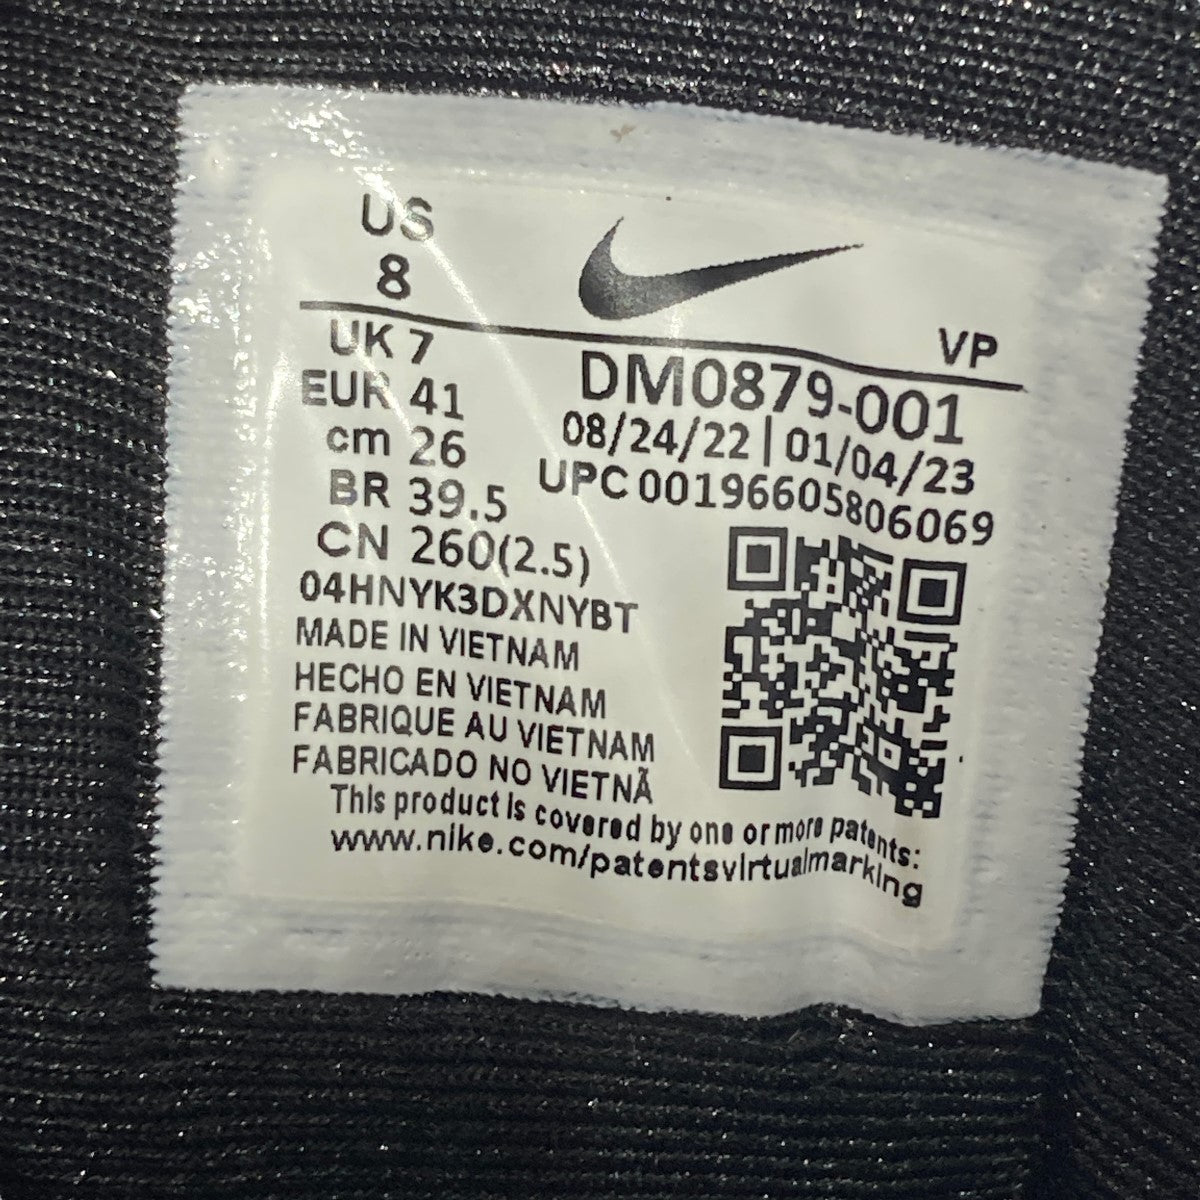 US
8
VP
UK 7
EUR 41
cm 26
BR 39.5
CN 260(2.5)
DM0879-001
08/24/22 | 01/04/23
UPC 00196605806069
04HNYK3DXNYBT
MADE IN VIETNAM
HECHO EN VIETNAM
FABRIQUE AU VIETNAM
FABRICADO NO VIETNÃ
This product is covered by one or more patents:
www.nike.com/patentsvirtualmarking